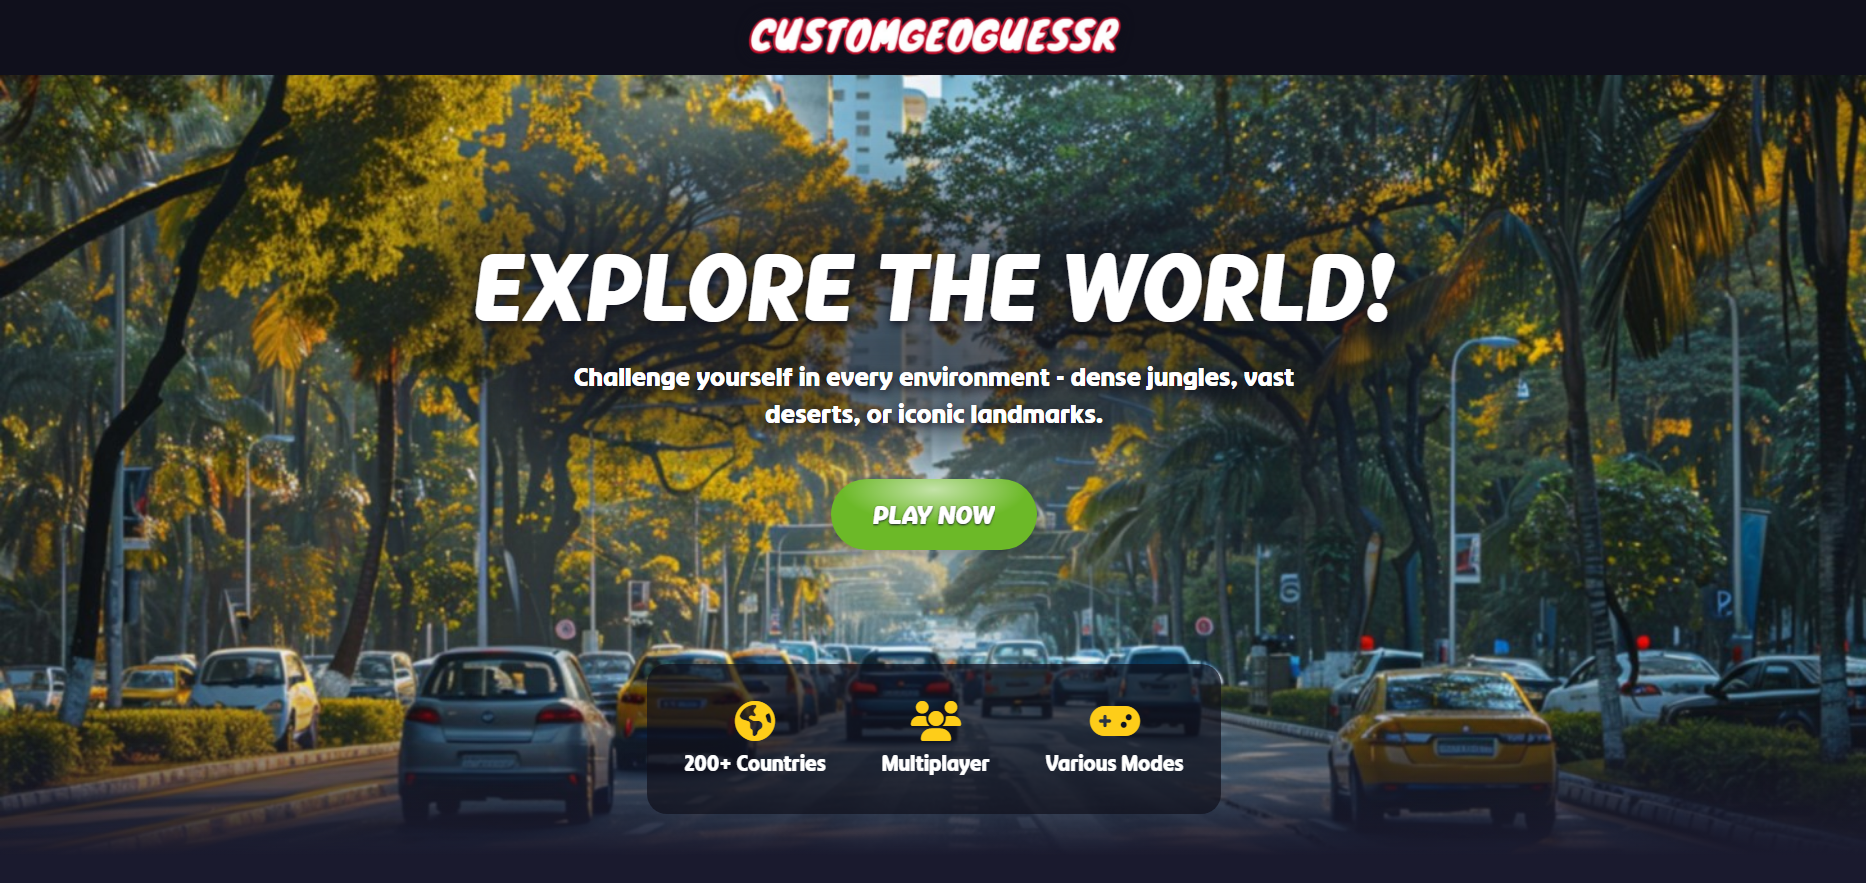 CUSTOMGEOGUESSR
EXPLORE THE WORLD!
Challenge yourself in every environment - dense jungles, vast
deserts, or iconic landmarks.
PLAY NOW
P
200+ Countries
Multiplayer
Various Modes